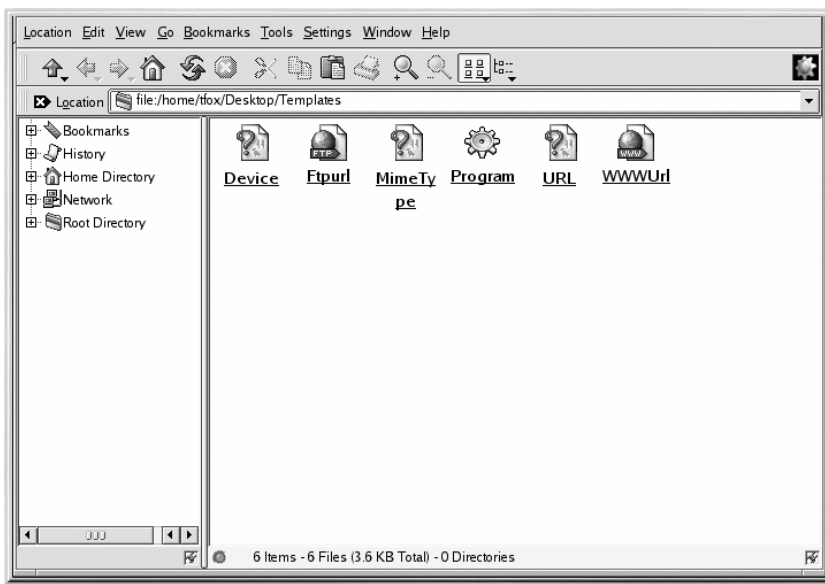 Location Edit View Go Bookmarks Tools Settings Window Help
Location file:/home/tfox/Desktop/Templates
Bookmarks
History
Home Directory
Network
Root Directory
FTP
WWW
Device Ftpurl MimeTy
pe Program URL WWWUrl
6 Items - 6 Files (3.6 KB Total) - 0 Directories